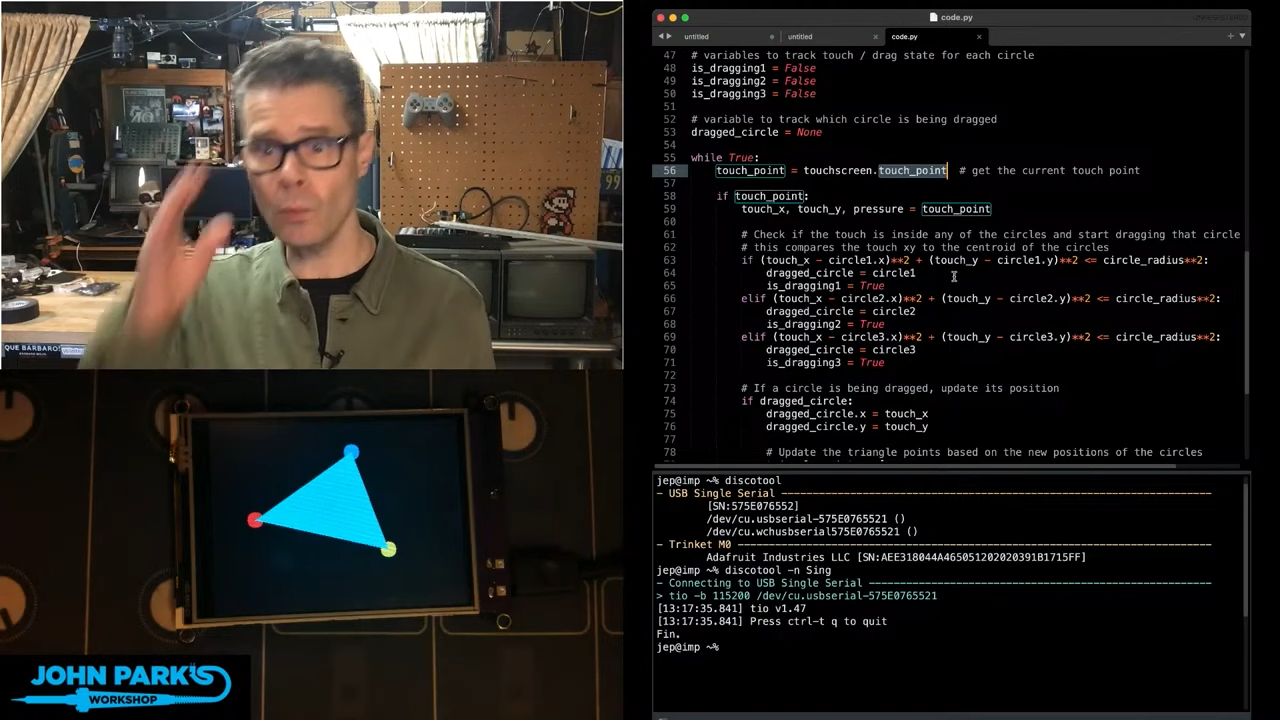 QUE BARBARO
JOHN PARK'S
WORKSHOP
code.py
UNREGISTERED
untitled
untitled
code.py
47 # variables to track touch / drag state for each circle
48 is_dragging1 = False
49 is_dragging2 = False
50 is_dragging3 = False
51
52 # variable to track which circle is being dragged
53 dragged_circle = None
54
55 while True:
56 touch_point = touchscreen.touch_point # get the current touch point
57
58 if touch_point:
59 touch_x, touch_y, pressure = touch_point
60
61 # Check if the touch is inside any of the circles and start dragging that circle
62 # this compares the touch xy to the centroid of the circles
63 if (touch_x - circle1.x)**2 + (touch_y - circle1.y)**2 <= circle_radius**2:
64 dragged_circle = circle1
65 is_dragging1 = True
66 elif (touch_x - circle2.x)**2 + (touch_y - circle2.y)**2 <= circle_radius**2:
67 dragged_circle = circle2
68 is_dragging2 = True
69 elif (touch_x - circle3.x)**2 + (touch_y - circle3.y)**2 <= circle_radius**2:
70 dragged_circle = circle3
71 is_dragging3 = True
72
73 # If a circle is being dragged, update its position
74 if dragged_circle:
75 dragged_circle.x = touch_x
76 dragged_circle.y = touch_y
77
78 # Update the triangle points based on the new positions of the circles
jep@imp ~% discotool
- USB Single Serial
[SN:575E076552]
/dev/cu.usbserial-575E0765521 ()
/dev/cu.wchusbserial575E0765521 ()
- Trinket M0
Adafruit Industries LLC [SN:AEE318044A465051202020391B1715FF]
jep@imp ~% discotool -n Sing
- Connecting to USB Single Serial
> tio -b 115200 /dev/cu.usbserial-575E0765521
[13:17:35.841] tio v1.47
[13:17:35.841] Press ctrl-t q to quit
Fin.
jep@imp ~%